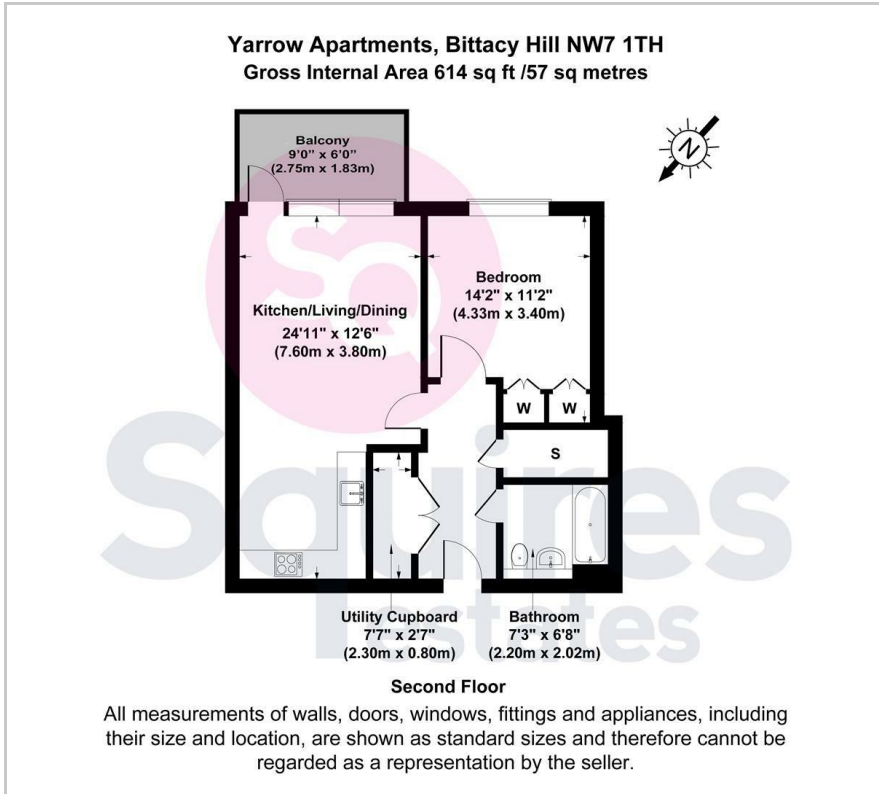 Yarrow Apartments, Bittacy Hill NW7 1TH
Gross Internal Area 614 sq ft /57 sq metres
Balcony
9'0" x 6'0"
(2.75m x 1.83m)
N
Bedroom
14'2" x 11'2"
(4.33m x 3.40m)
Kitchen/Living/Dining
24'11" x 12'6"
(7.60m x 3.80m)
SQ
W
W
S
Squires
estates
Utility Cupboard
7'7" x 2'7"
(2.30m x 0.80m)
Bathroom
7'3" x 6'8"
(2.20m x 2.02m)
Second Floor
All measurements of walls, doors, windows, fittings and appliances, including
their size and location, are shown as standard sizes and therefore cannot be
regarded as a representation by the seller.